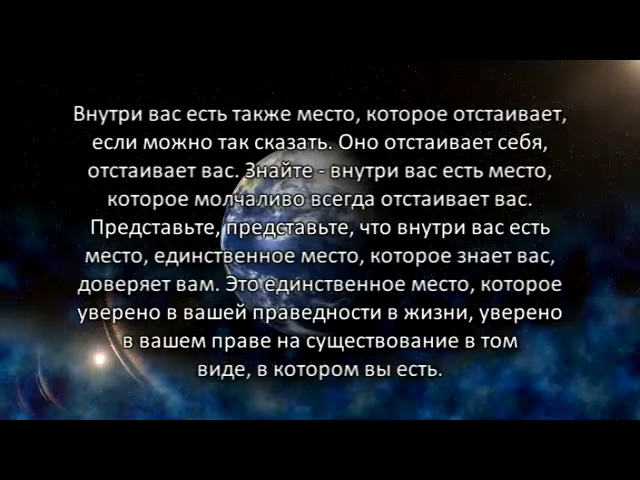 Внутри вас есть также место, которое отстаивает,
если можно так сказать. Оно отстаивает себя,
отстаивает вас. Знайте - внутри вас есть место,
которое молчаливо всегда отстаивает вас.
Представьте, представьте, что внутри вас есть
место, единственное место, которое знает вас,
доверяет вам. Это единственное место, которое
уверено в вашей праведности в жизни, уверено
в вашем праве на существование в том
виде, в котором вы есть.